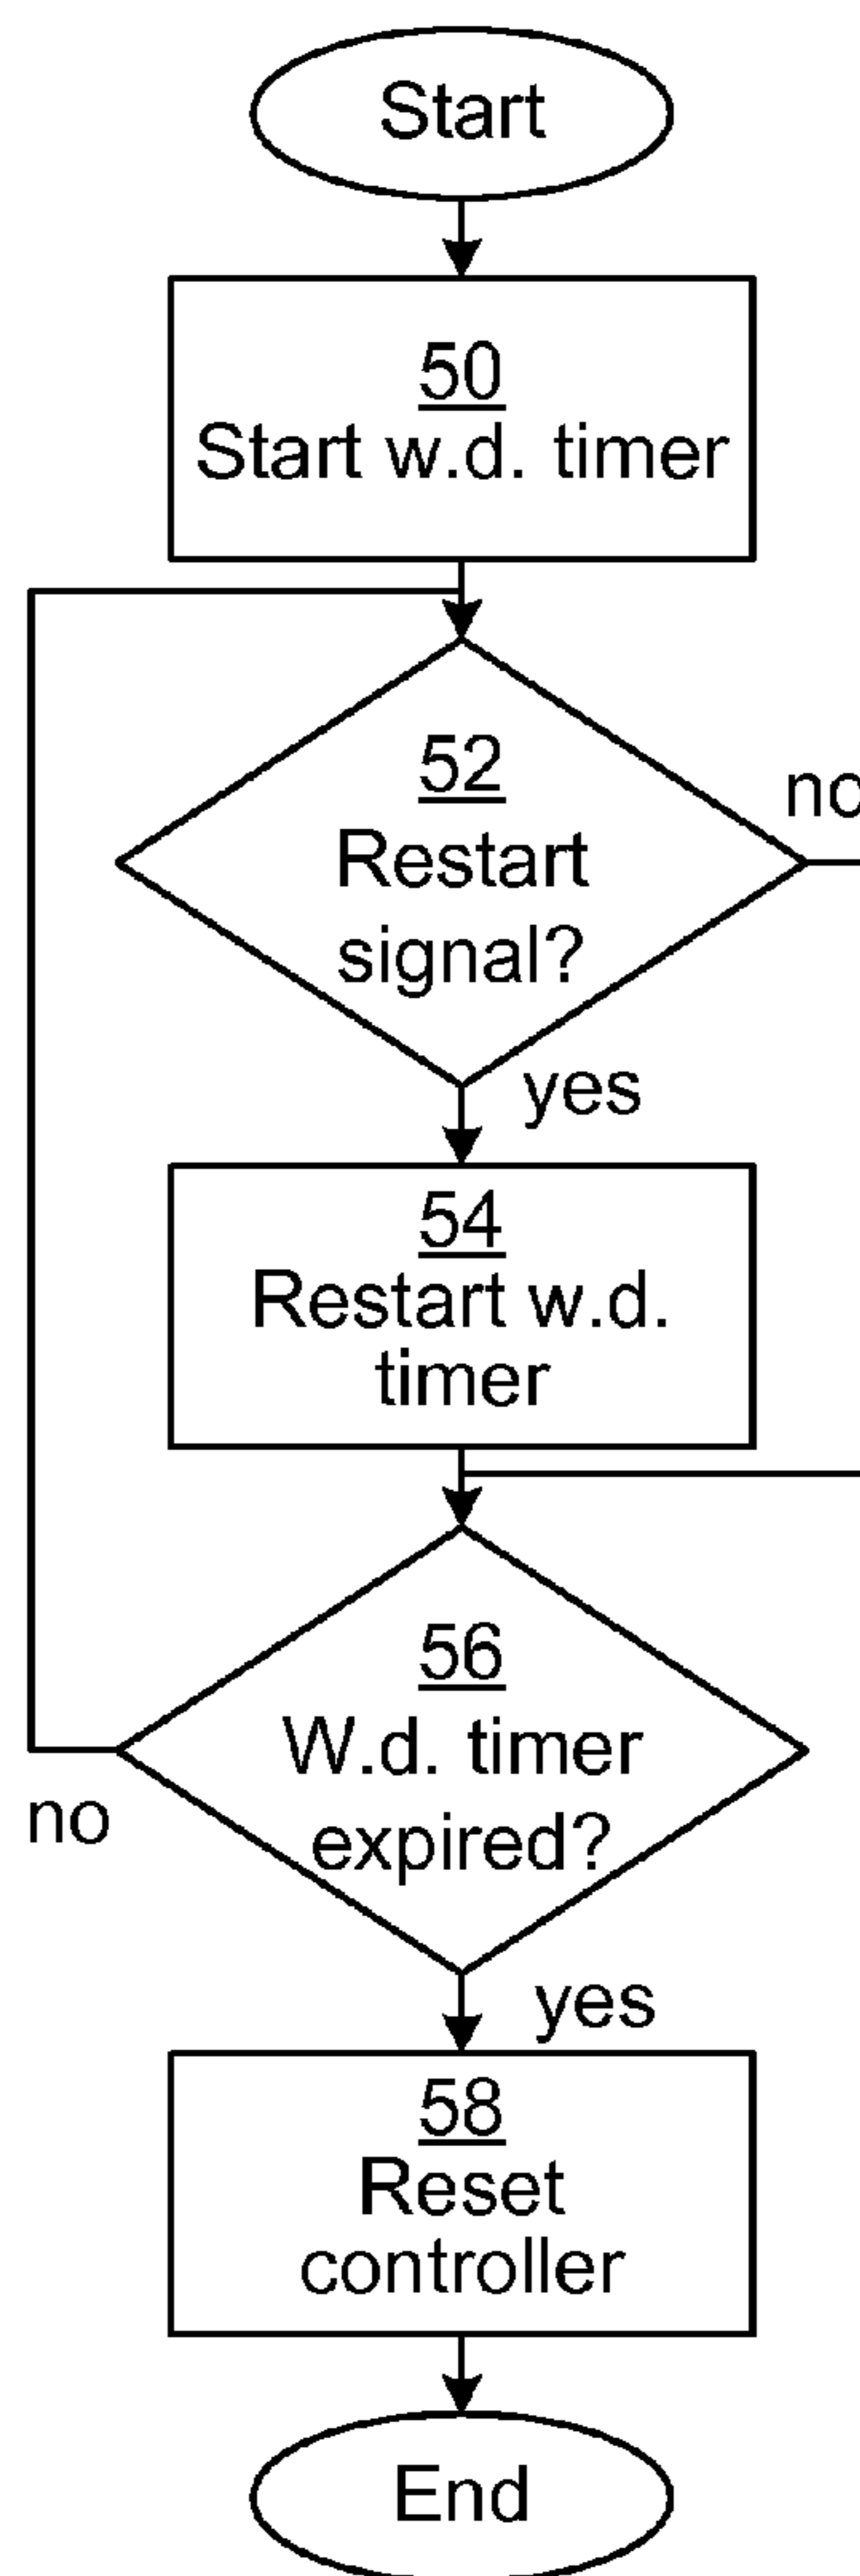 Start
50
Start w.d. timer
52
Restart
signal?
no
yes
54
Restart w.d.
timer
56
W.d. timer
expired?
no
yes
58
Reset
controller
End